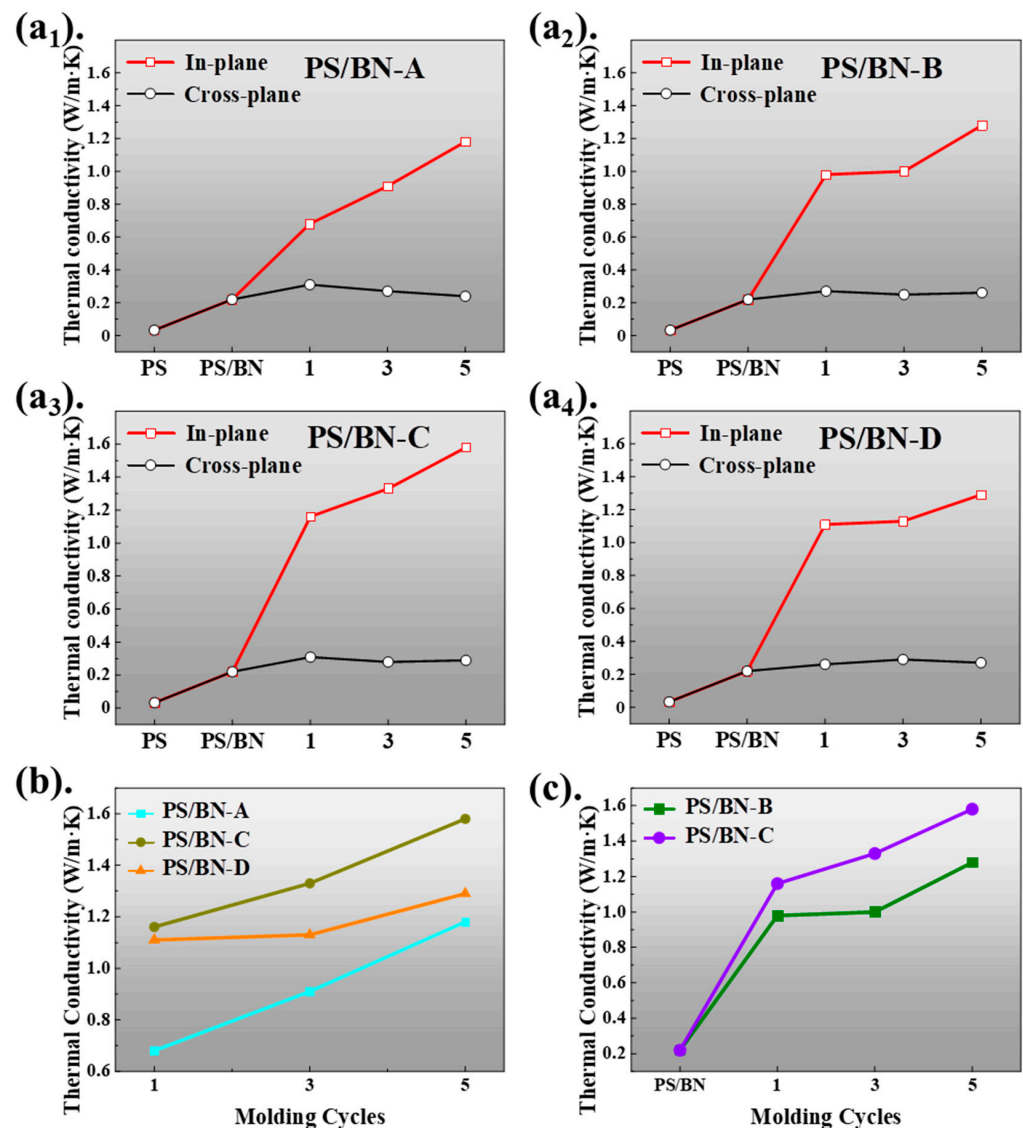 (a1).
Thermal conductivity (W/m·K)
In-plane
Cross-plane
PS/BN-A
1.6
1.4
1.2
1.0
0.8
0.6
0.4
0.2
0
PS PS/BN 1 3 5
(a2).
Thermal conductivity (W/m·K)
In-plane
Cross-plane
PS/BN-B
1.6
1.4
1.2
1.0
0.8
0.6
0.4
0.2
0
PS PS/BN 1 3 5
(a3).
Thermal conductivity (W/m·K)
In-plane
Cross-plane
PS/BN-C
1.6
1.4
1.2
1.0
0.8
0.6
0.4
0.2
0
PS PS/BN 1 3 5
(a4).
Thermal conductivity (W/m·K)
In-plane
Cross-plane
PS/BN-D
1.6
1.4
1.2
1.0
0.8
0.6
0.4
0.2
0
PS PS/BN 1 3 5
(b).
Thermal Conductivity (W/m·K)
PS/BN-A
PS/BN-C
PS/BN-D
1.6
1.4
1.2
1.0
0.8
0.6
1 3 5
Molding Cycles
(c).
Thermal Conductivity (W/m·K)
PS/BN-B
PS/BN-C
1.6
1.4
1.2
1.0
0.8
0.6
0.4
0.2
PS/BN 1 3 5
Molding Cycles